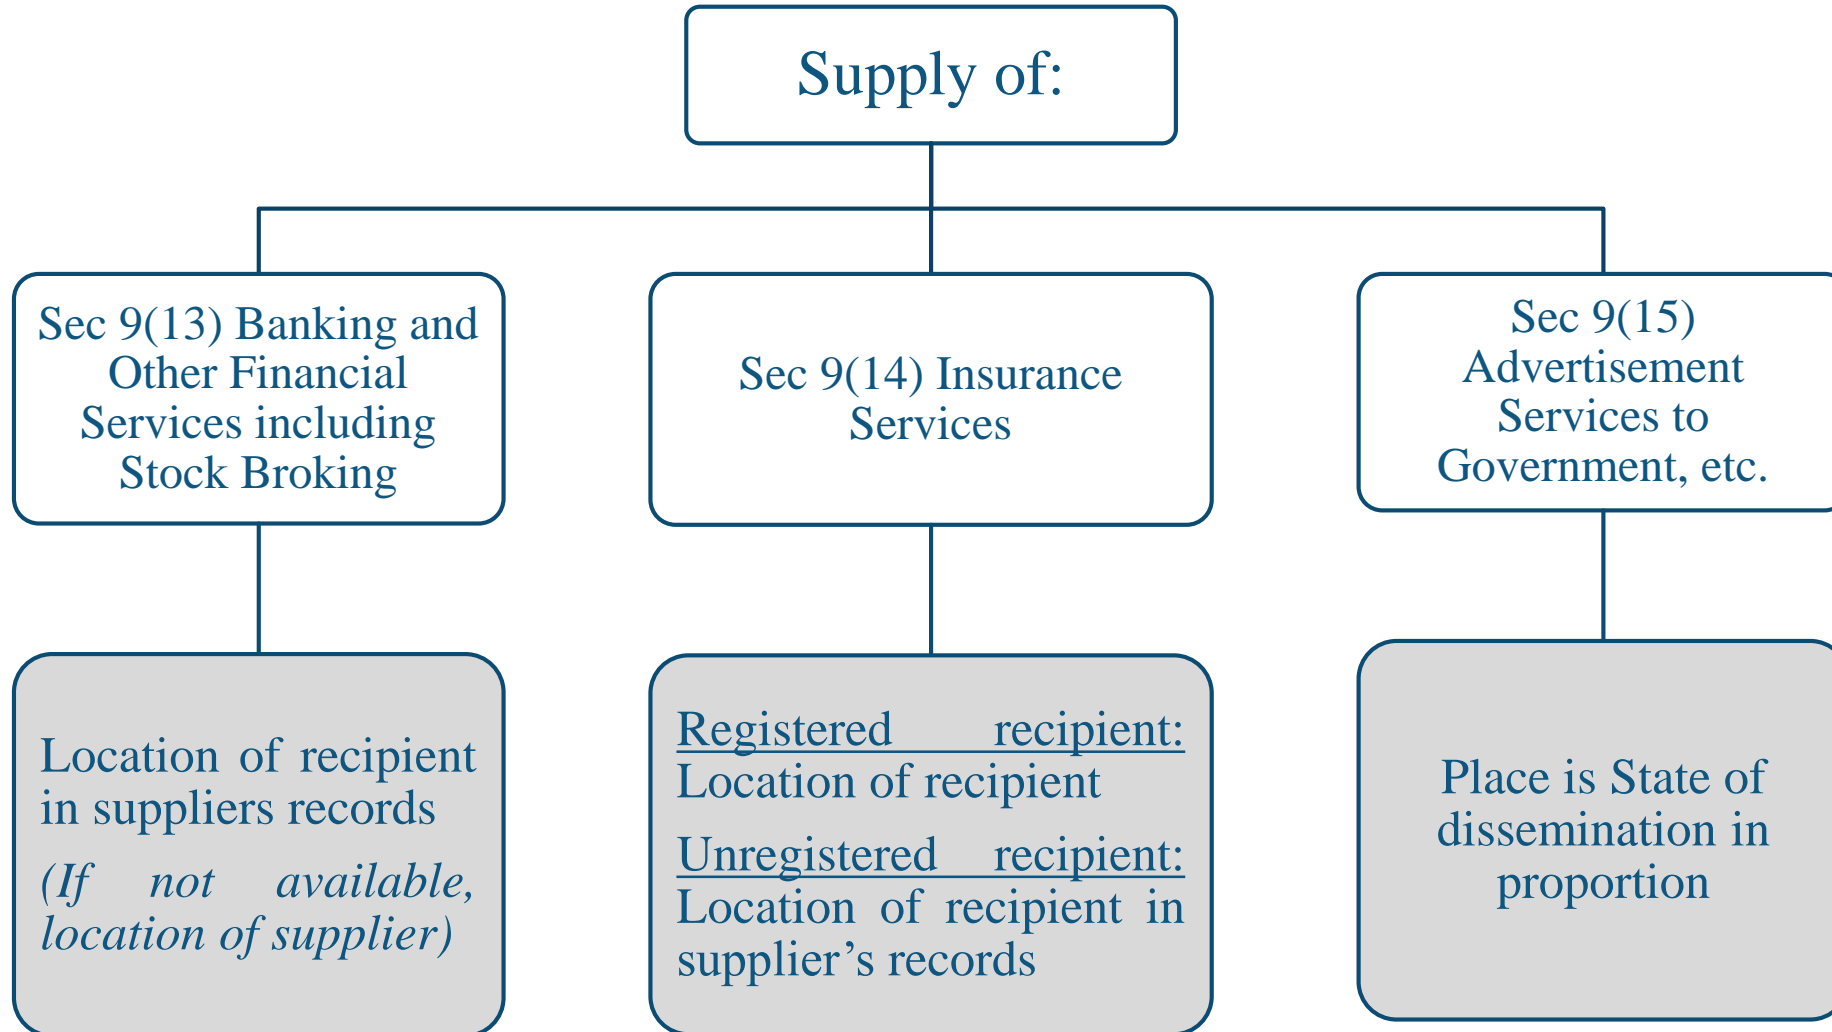 Supply of:
Sec 9(13) Banking and
Other Financial
Services including
Stock Broking
Sec 9(14) Insurance
Services
Sec 9(15)
Advertisement
Services to
Government, etc.
Location of recipient
in suppliers records
(If not available,
location of supplier)
Registered recipient:
Location of recipient
Unregistered recipient:
Location of recipient in
supplier’s records
Place is State of
dissemination in
proportion